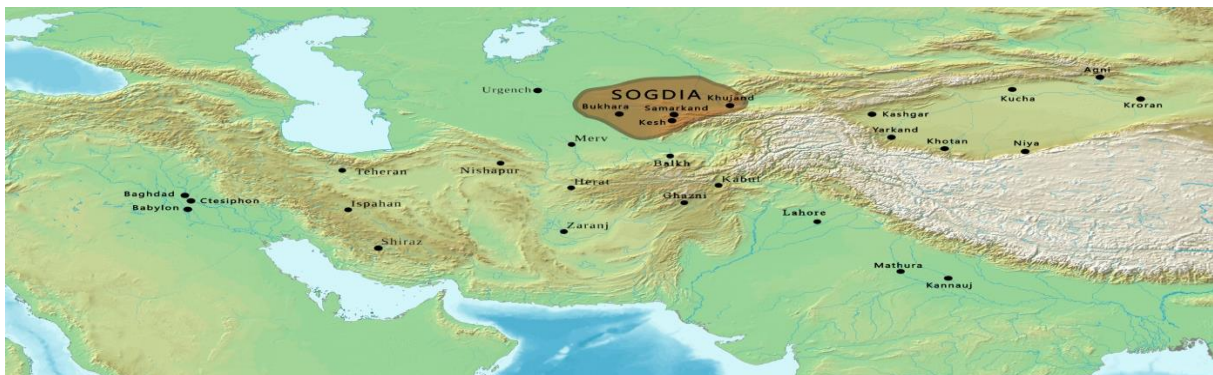 Agni
Urgench
SOGDIA
Kucha
Khujand
Kroran
Bukhara
Samarkand
Kashgar
Kesh
Merv
Yarkand
Khotan
Niya
Balkh
Nishapur
Teheran
Herat
Kabul
Baghdad
Ctesiphon
Ghazni
Babylon
Ispahan
Lahore
Zaranj
Shiraz
Mathura
Kannauj